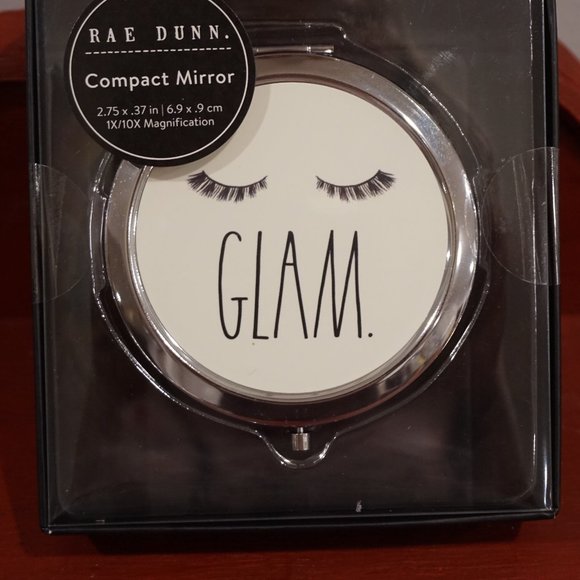 RAE DUNN.
Compact Mirror
2.75 x .37 in | 6.9 x .9 cm
1X/10X Magnification
GLAM.